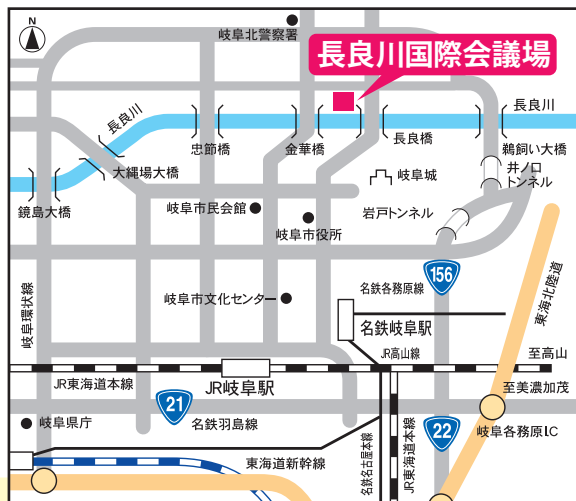 N
岐阜北警察署
長良川国際会議場
長良川
長良川
忠節橋
金華橋
長良橋
鵜飼い大橋
大縄場大橋
井ノ口
トンネル
岐阜城
鏡島大橋
岐阜市民会館
岩戸トンネル
岐阜市役所
156
岐阜環状線
岐阜市文化センター
名鉄各務原線
東海北陸道
名鉄岐阜駅
JR高山線
至高山
JR東海道本線
JR岐阜駅
至美濃加茂
21
岐阜県庁
名鉄羽島線
22
岐阜各務原I.C
東海道新幹線
名鉄名古屋本線
JR東海道本線